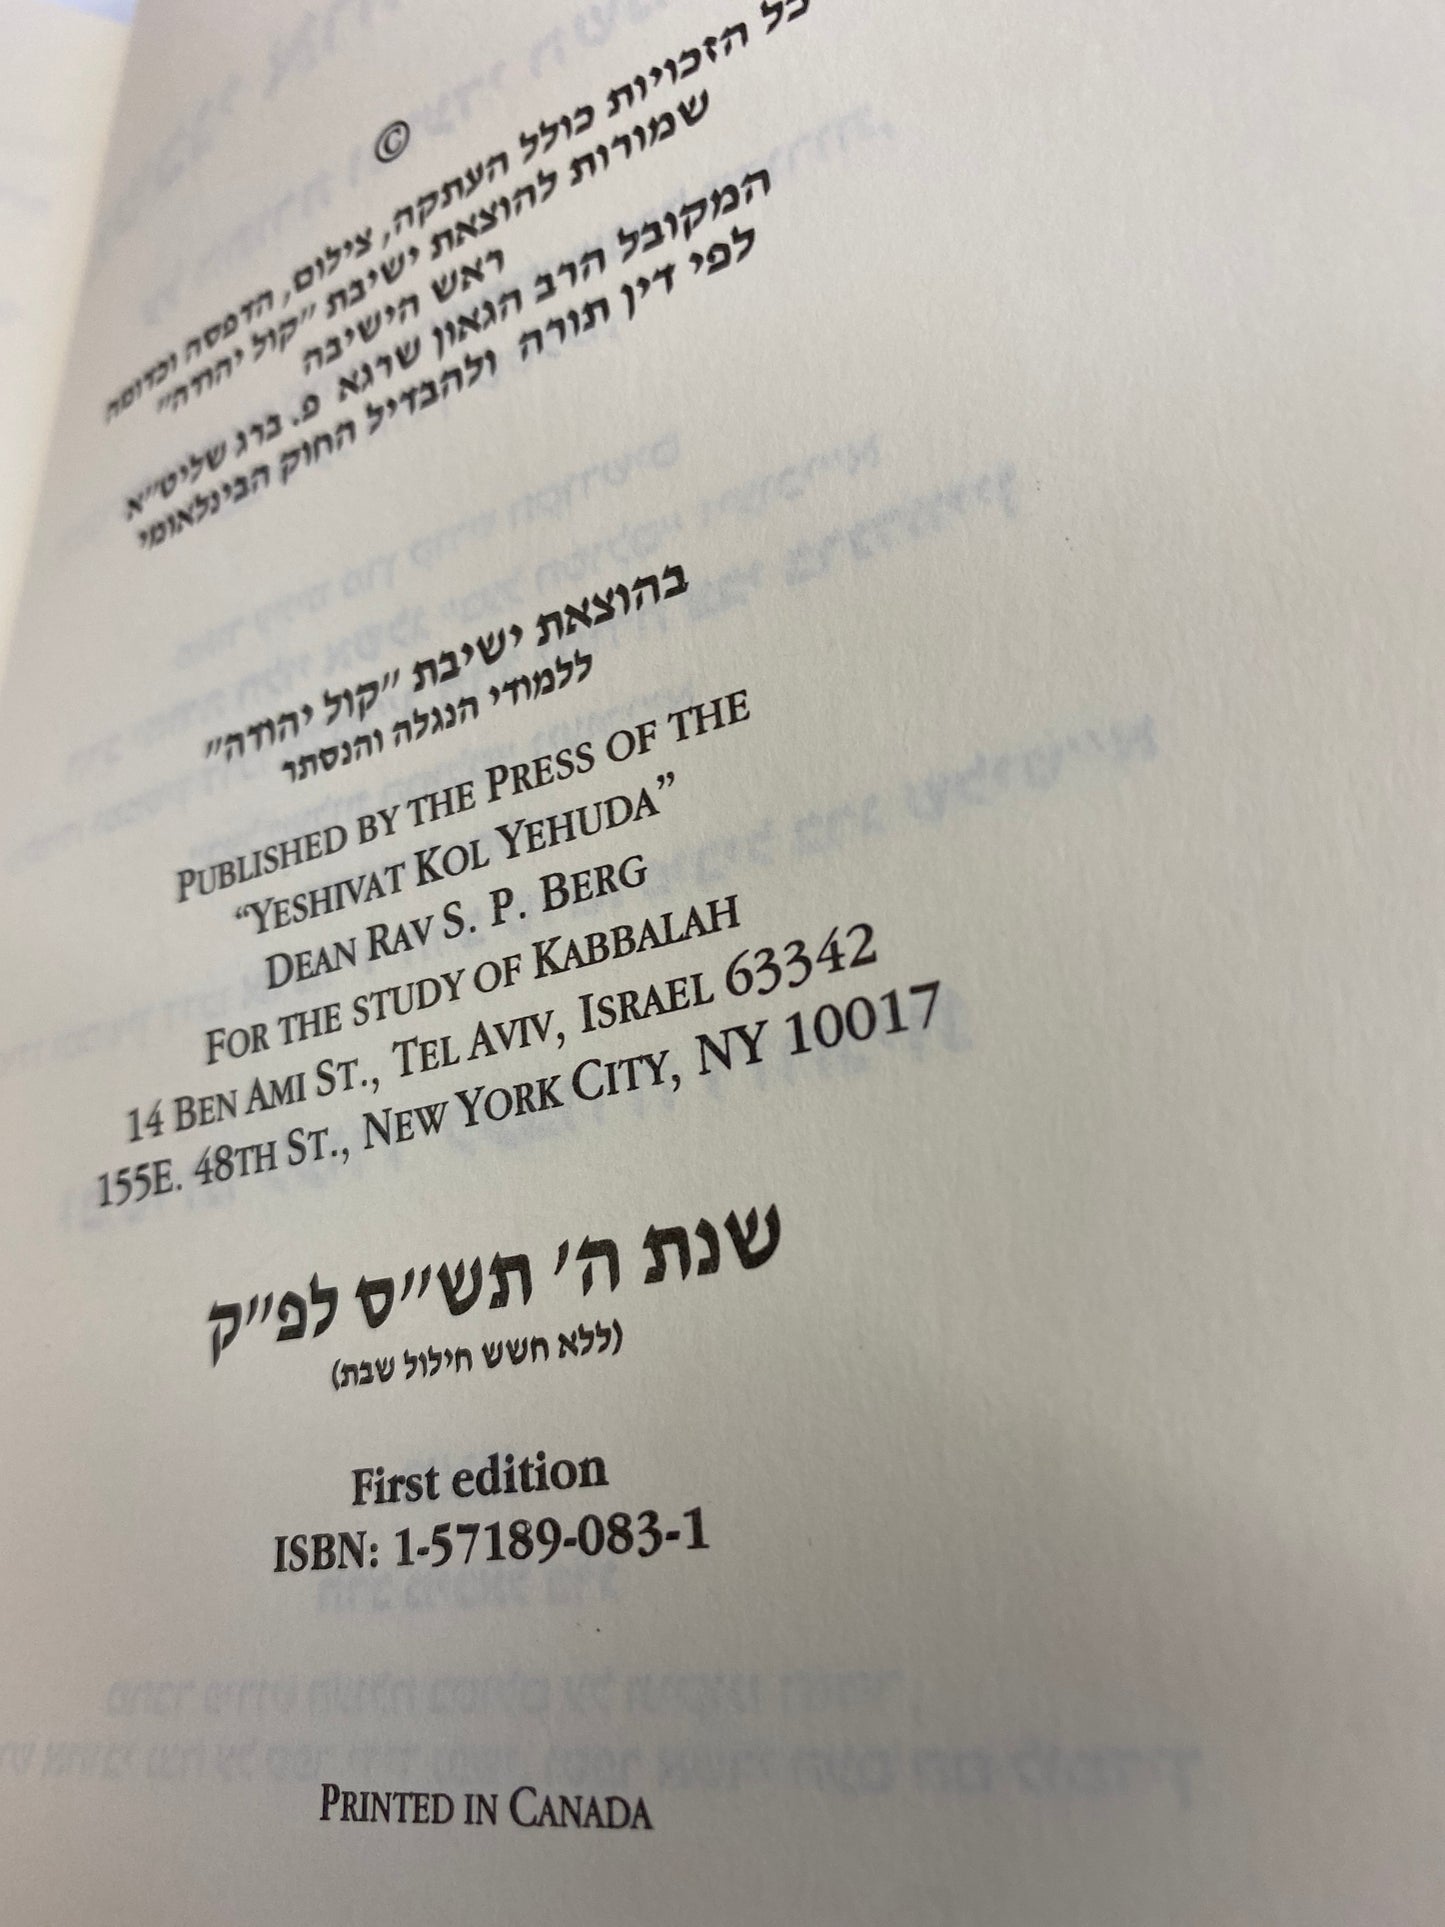 ©
כל הזכויות כולל העתקה, צילום, הדפסה וכדומה
שמורות להוצאת ישיבת ״קול יהודה״
ראש הישיבה
המקובל הרב הגאון שרגא פ. ברג שליט״א
לפי דין תורה ולהבדיל החוק הבינלאומי
בהוצאת ישיבת ״קול יהודה״
ללמודי הנגלה והנסתר
PUBLISHED BY THE PRESS OF THE
“YESHIVAT KOL YEHUDA”
DEAN RAV S. P. BERG
FOR THE STUDY OF KABBALAH
14 BEN AMI ST., TEL AVIV, ISRAEL 63342
155E. 48TH ST., NEW YORK CITY, NY 10017
שנת ה׳ תש״ס לפ״ק
(ללא חשש חילול שבת)
First edition
ISBN: 1-57189-083-1
PRINTED IN CANADA